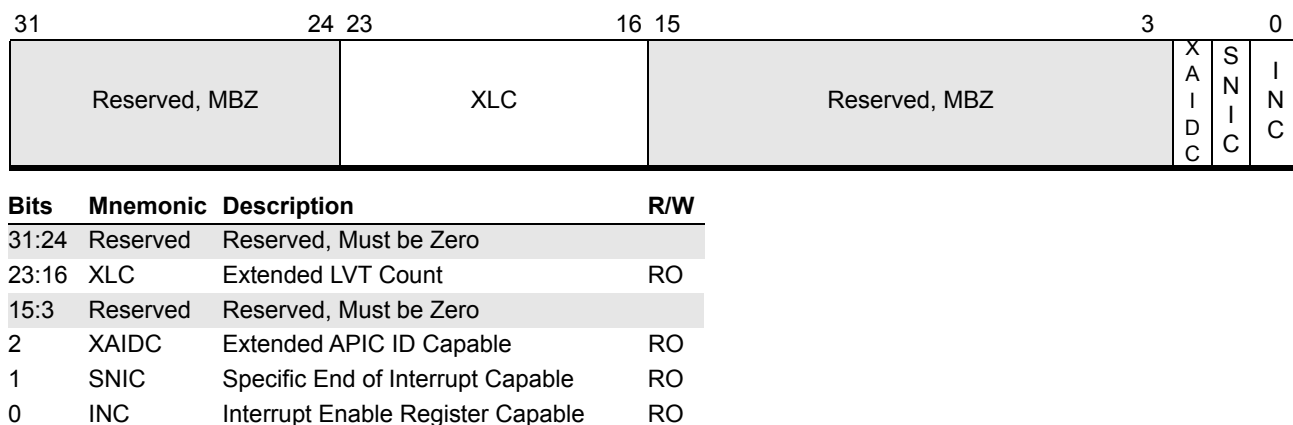 31 24 23 16 15 3 0
Reserved, MBZ XLC Reserved, MBZ XAIDC SNIC INC
Bits Mnemonic Description R/W
31:24 Reserved Reserved, Must be Zero
23:16 XLC Extended LVT Count RO
15:3 Reserved Reserved, Must be Zero
2 XAIDC Extended APIC ID Capable RO
1 SNIC Specific End of Interrupt Capable RO
0 INC Interrupt Enable Register Capable RO